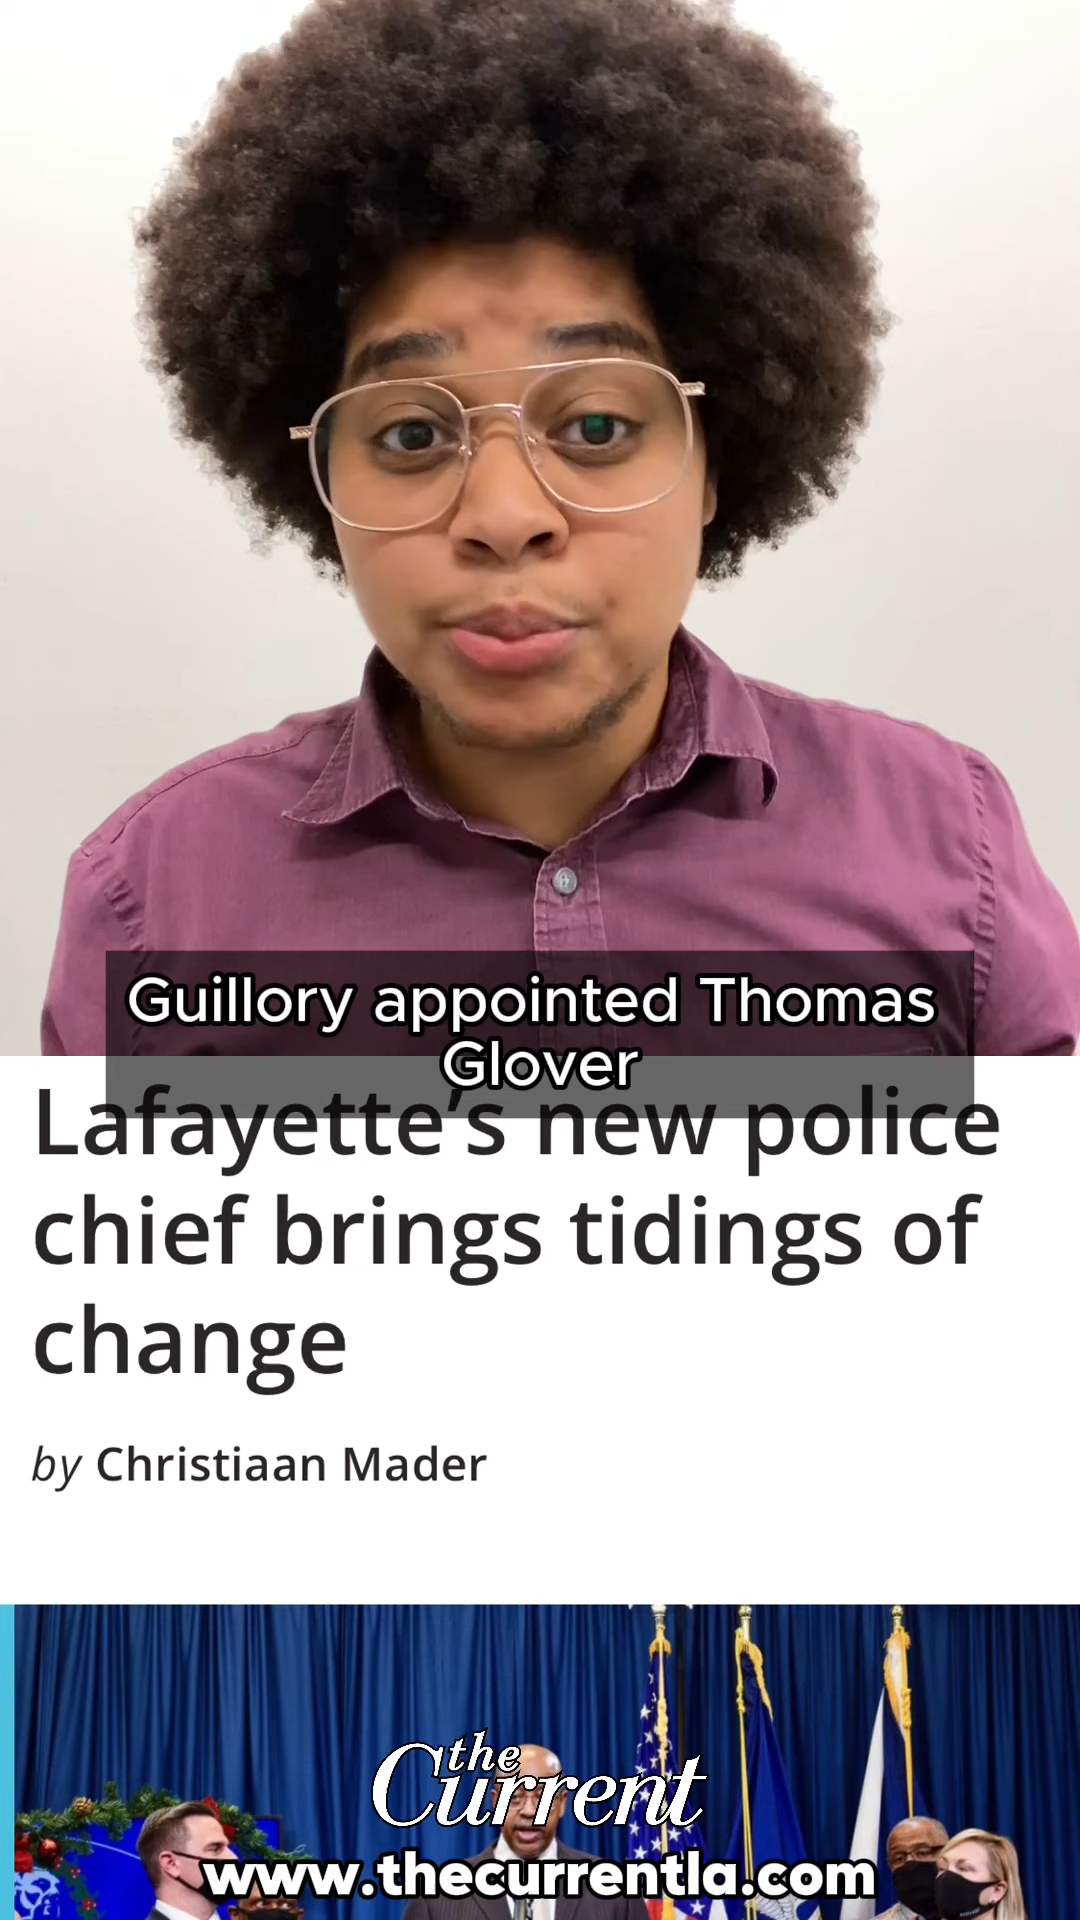 Guillory appointed Thomas
Glover
Lafayette’s new police
chief brings tidings of
change
by Christiaan Mader
the
Current
www.thecurrentla.com